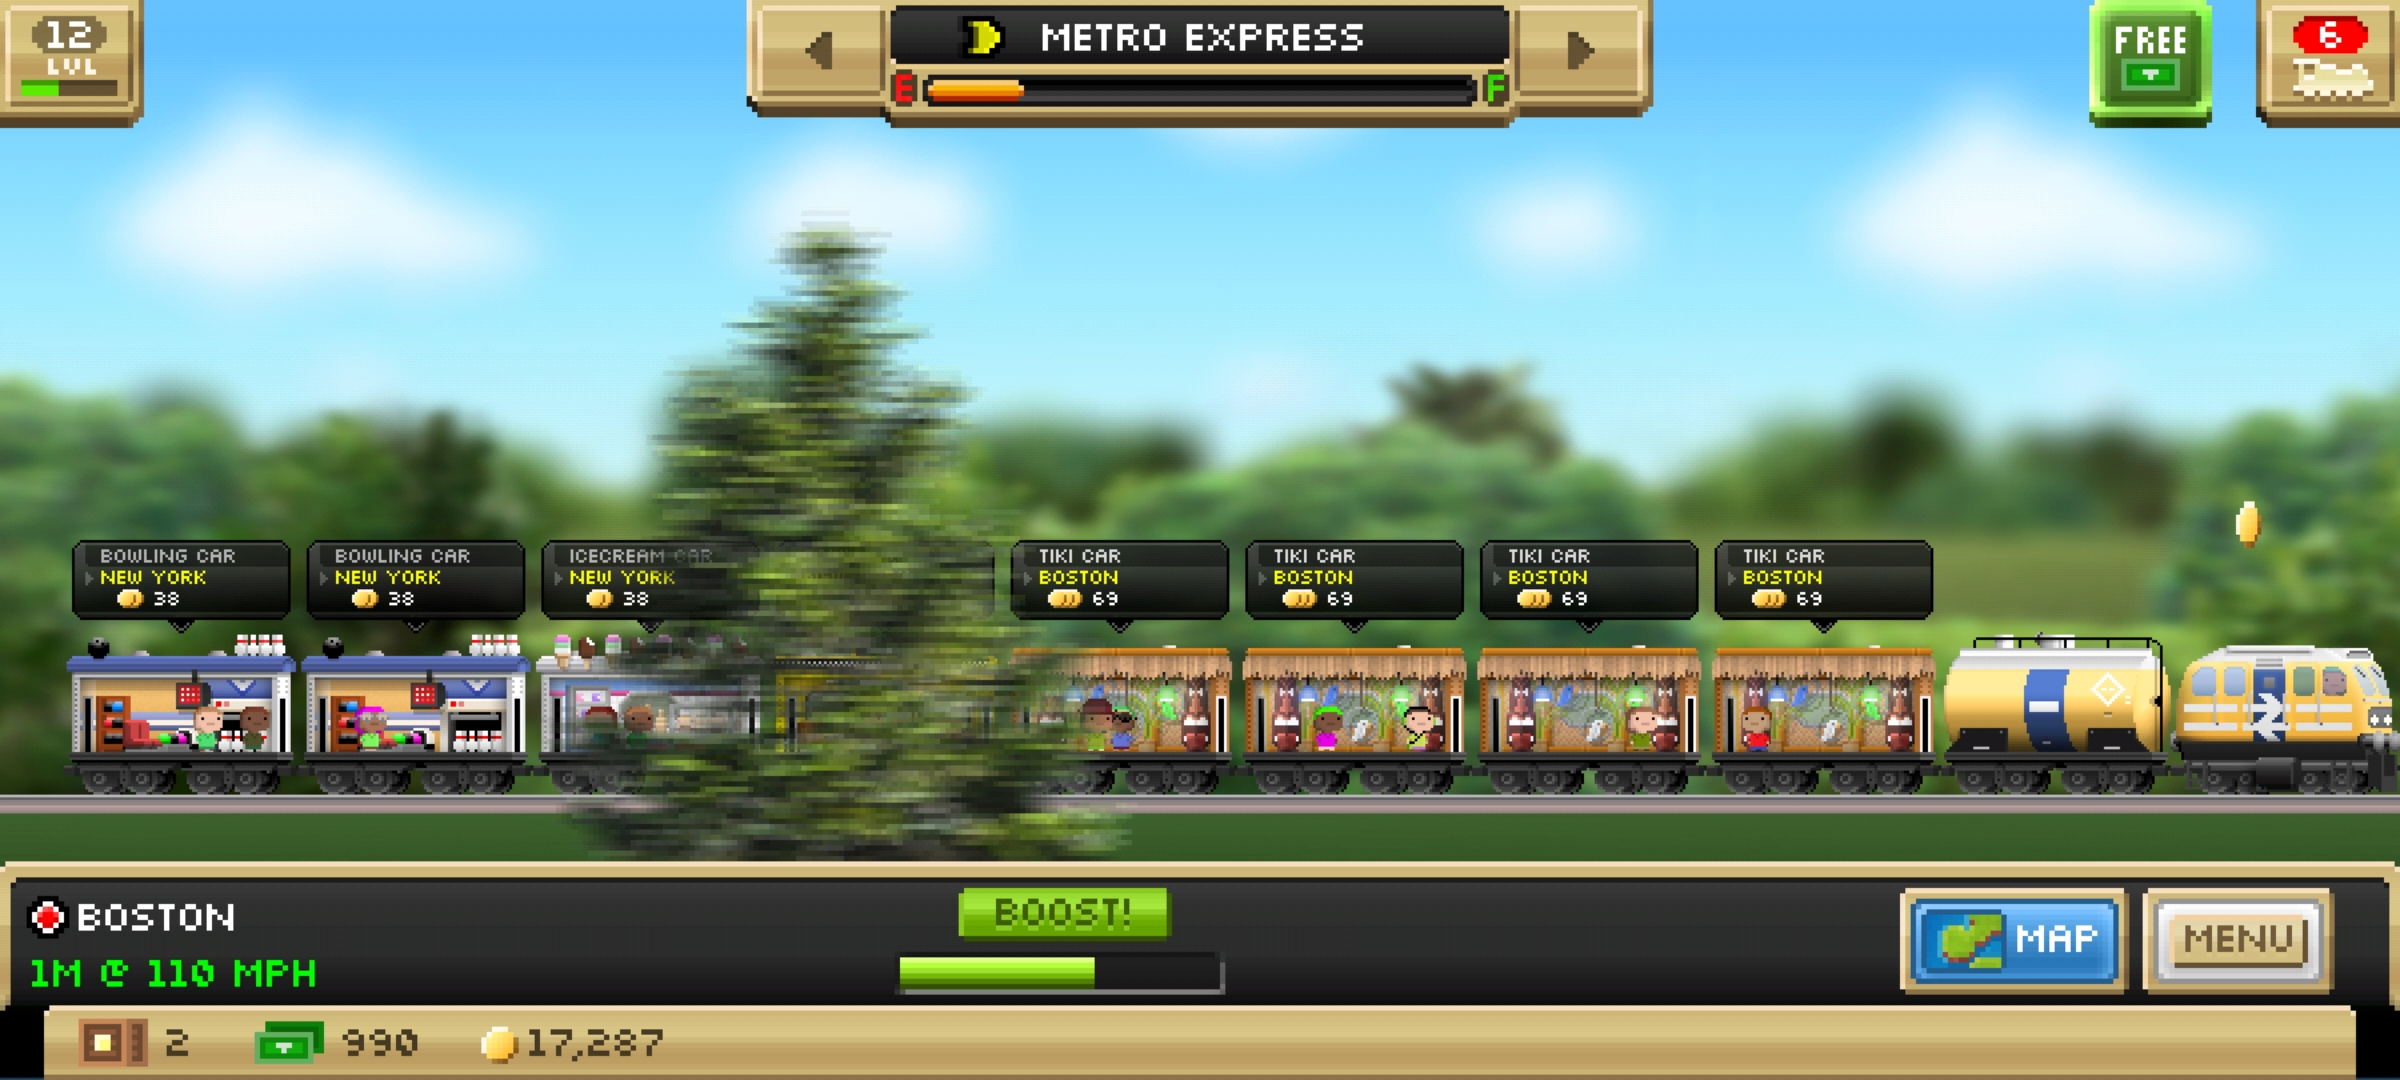 12
LVL
METRO EXPRESS
E
F
FREE
6
BOWLING CAR
NEW YORK
38
BOWLING CAR
NEW YORK
38
ICECREAM CAR
NEW YORK
38
TIKI CAR
BOSTON
69
TIKI CAR
BOSTON
69
TIKI CAR
BOSTON
69
TIKI CAR
BOSTON
69
BOSTON
1M @ 110 MPH
BOOST!
MAP
MENU
2
990
17,287